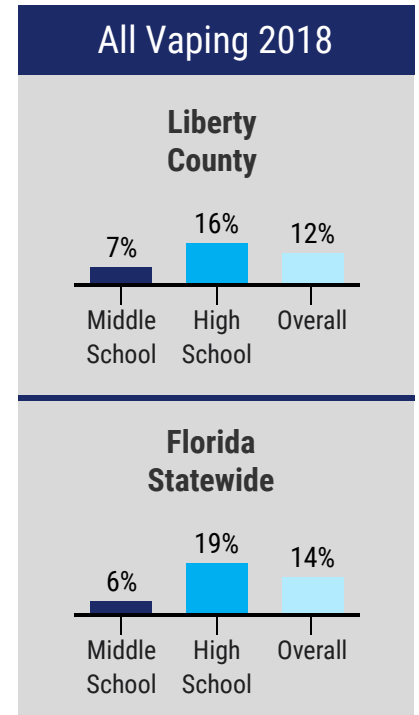 All Vaping 2018
Liberty
County
7%
16%
12%
Middle
School
High
School
Overall
Florida
Statewide
6%
19%
14%
Middle
School
High
School
Overall